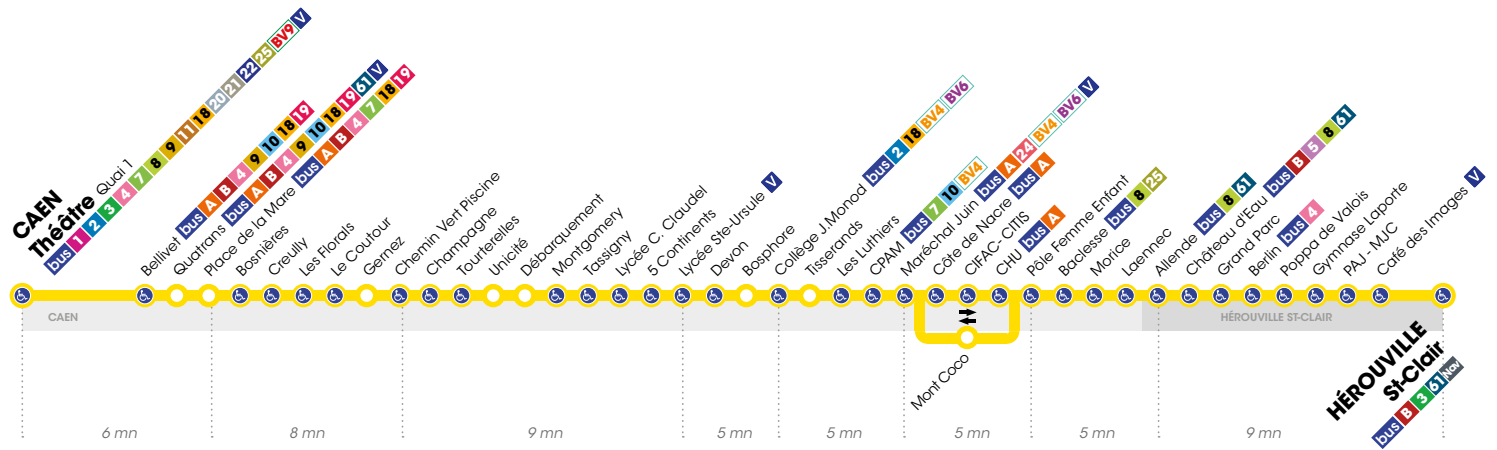 CAEN
Théâtre Quai 1
bus 1 2 3 4 7 8 9 11 18 20 21 22 25 BV9 V
Bellivet bus A B 4 9 10 18 19
Quatrans bus A B 4 9 10 18 19 61 V
Place de la Mare bus A B 4 7 18 19
Bosnières
Creuilly
Les Florals
Le Coutour
Germez
Chemin Vert Piscine
Champagne
Tourterelles
Unicité
Débarquement
Montgomery
Tassigny
Lycée C. Claudel
5 Continents
Lycée Ste-Ursule V
Devon
Bosphore
Collège J.Monod bus 2 18 BV4 BV6
Tisserands
Les Luthiers
CPAM bus 7 10 BV4
Maréchal Juin bus A 24 BV4 BV6 V
Côte de Nacre bus A
CIFAC- CITIS
CHU bus A
Pôle Femme Enfant
Baclesse bus 8 25
Morice
Laennec
Allende bus 8 61
Château d'Eau bus B 5 8 61
Grand Parc
Berlin bus 4
Poppa de Valois
Gymnase Laporte
PAJ - MJC
Café des Images V
CAEN
HÉROUVILLE ST-CLAIR
Mont Coco
HÉROUVILLE
St-Clair
bus B 3 61 Nav
6 mn
8 mn
9 mn
5 mn
5 mn
5 mn
5 mn
9 mn